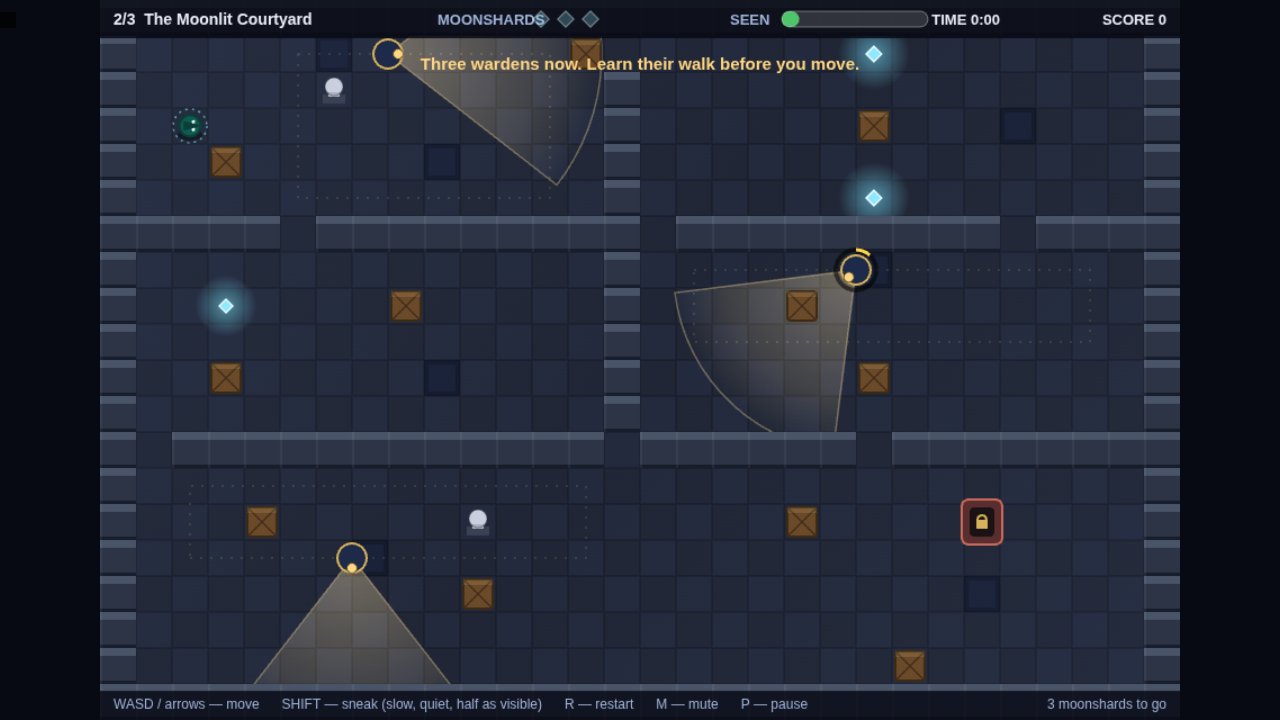 2/3 The Moonlit Courtyard
MOONSHARDS
SEEN
TIME 0:00
SCORE 0
Three wardens now. Learn their walk before you move.
WASD / arrows — move
SHIFT — sneak (slow, quiet, half as visible)
R — restart
M — mute
P — pause
3 moonshards to go